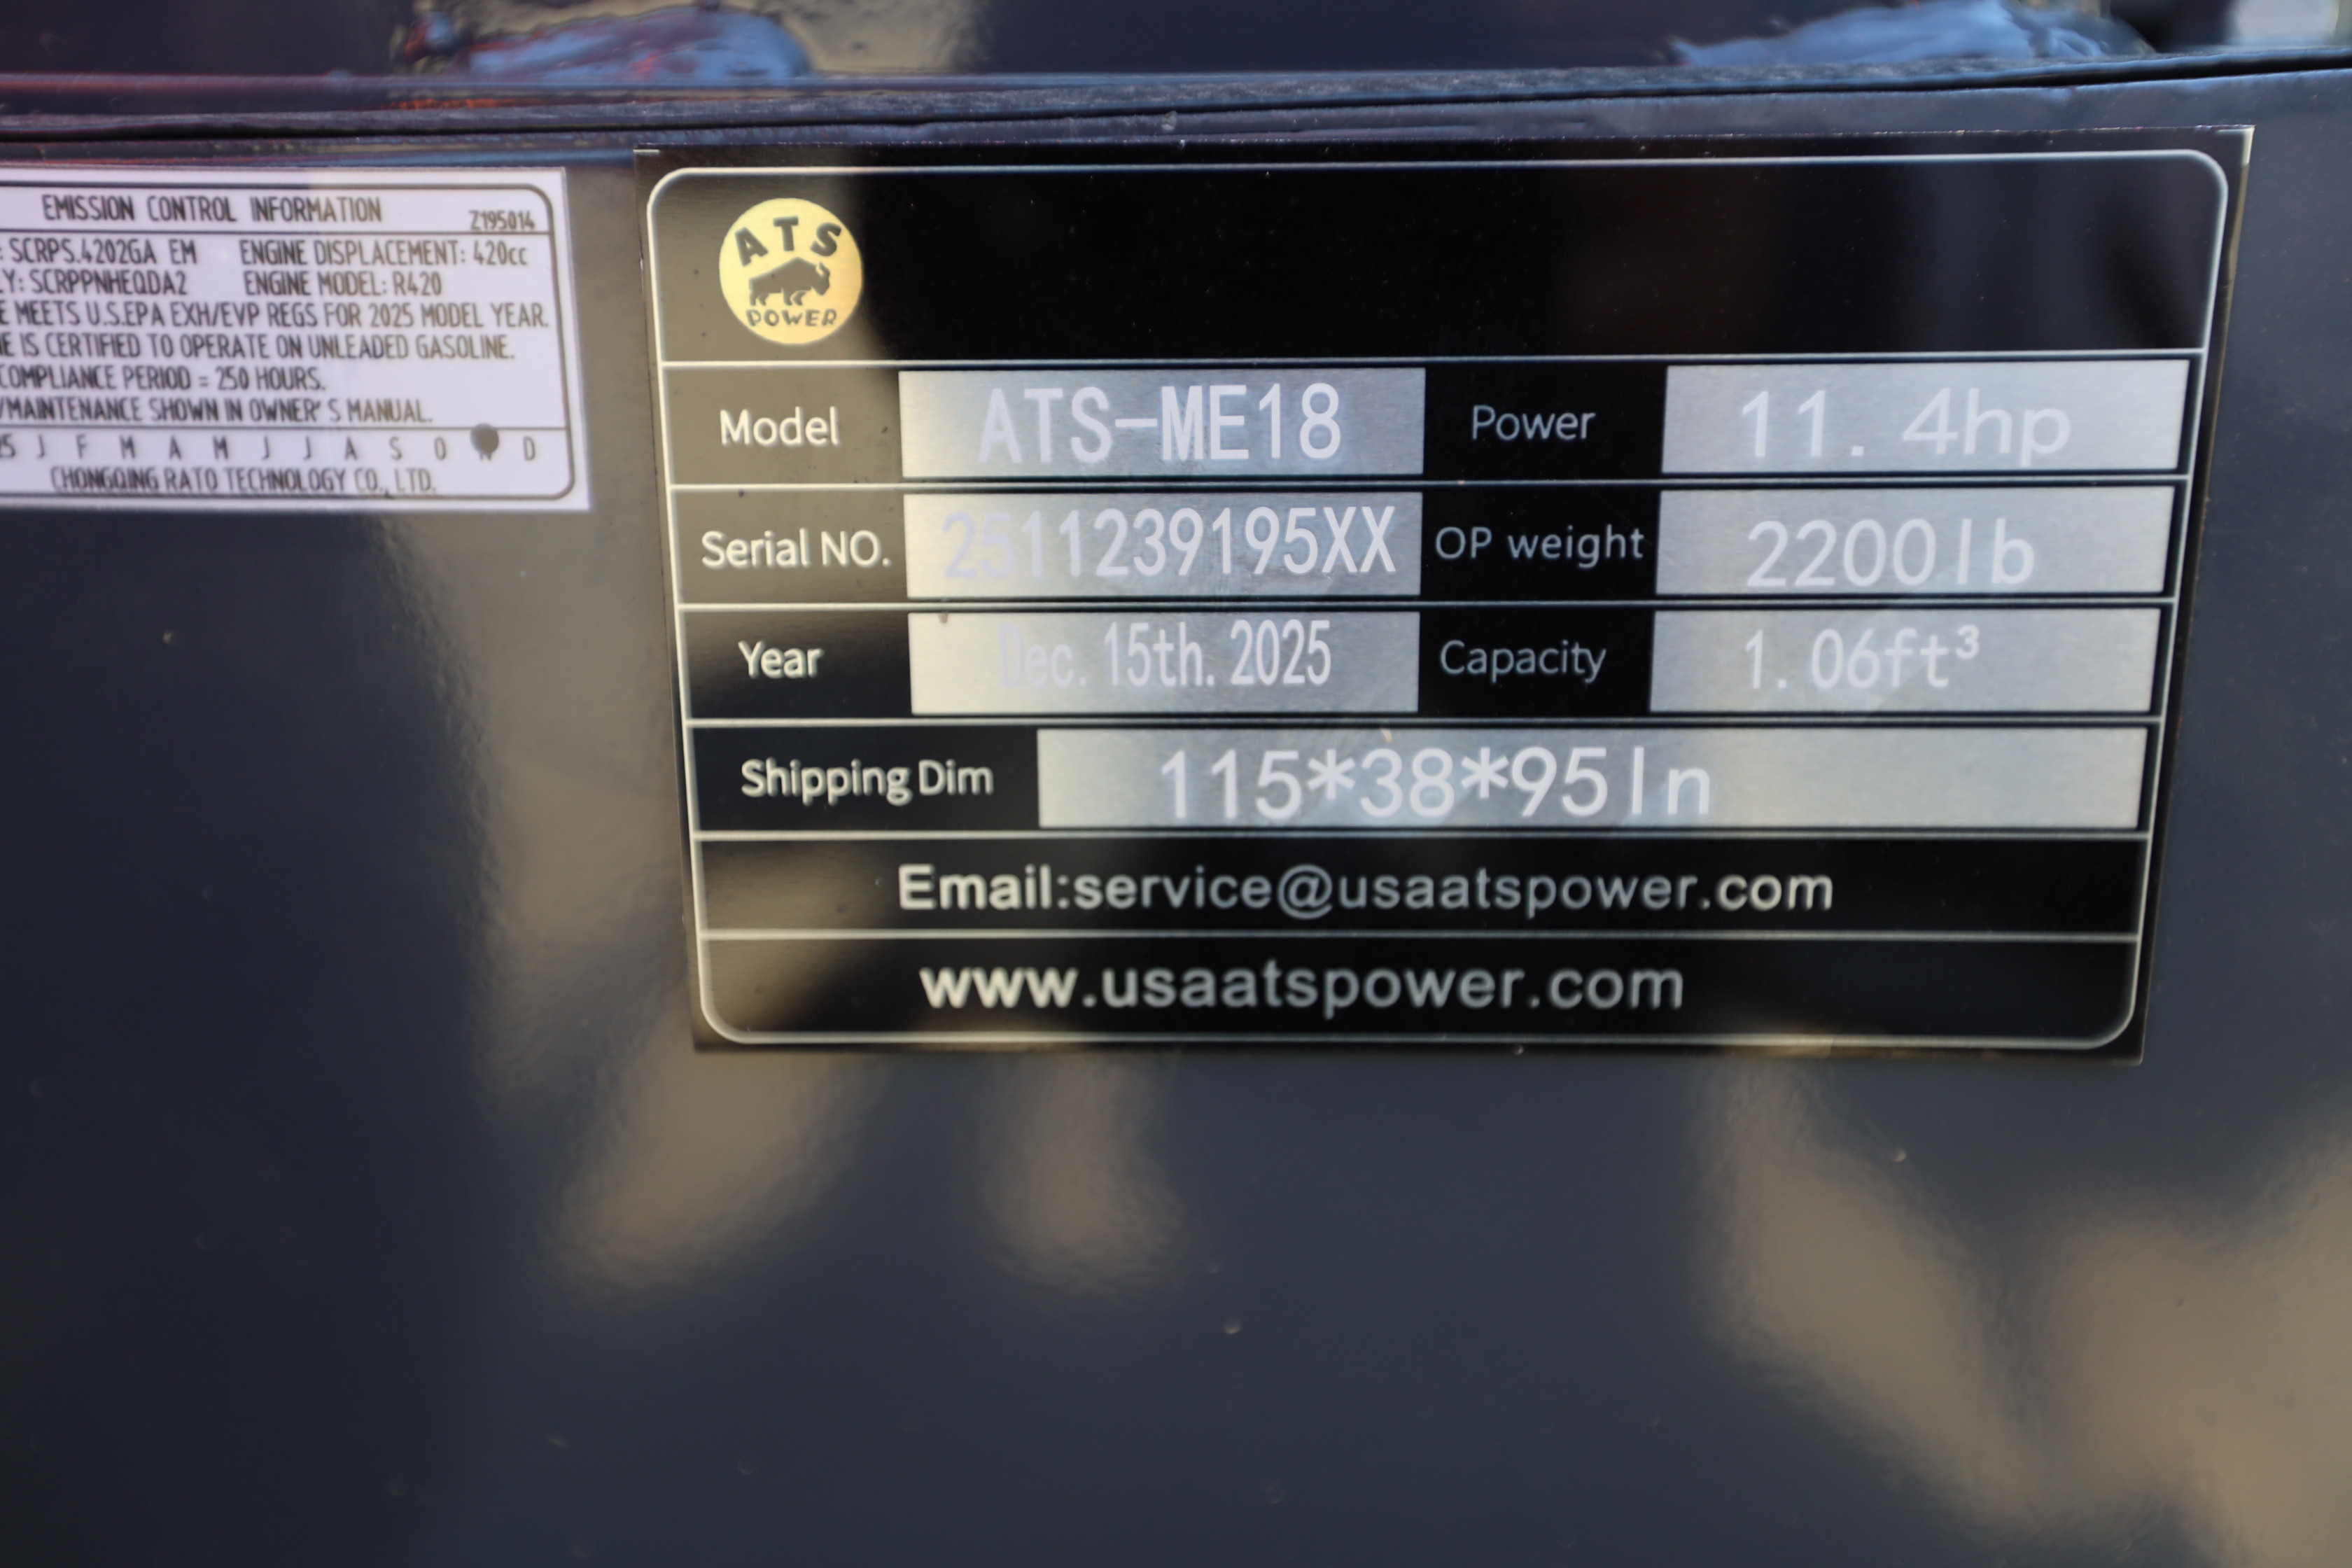 EMISSION CONTROL INFORMATION Z195014
: SCRPS.4202GA EM ENGINE DISPLACEMENT: 420cc
Y: SCRPPNHEQDA2 ENGINE MODEL: R420
E MEETS U.S.EPA EXH/EVP REGS FOR 2025 MODEL YEAR.
E IS CERTIFIED TO OPERATE ON UNLEADED GASOLINE.
COMPLIANCE PERIOD = 250 HOURS.
/MAINTENANCE SHOWN IN OWNER'S MANUAL.
5 J F M A M J J A S O D
CHONGQING RATO TECHNOLOGY CO., LTD.
ATS
POWER
Model ATS-ME18 Power 11.4hp
Serial NO. 2511239195XX OP weight 2200lb
Year Dec. 15th. 2025 Capacity 1.06ft³
Shipping Dim 115*38*95In
Email:service@usaatspower.com
www.usaatspower.com